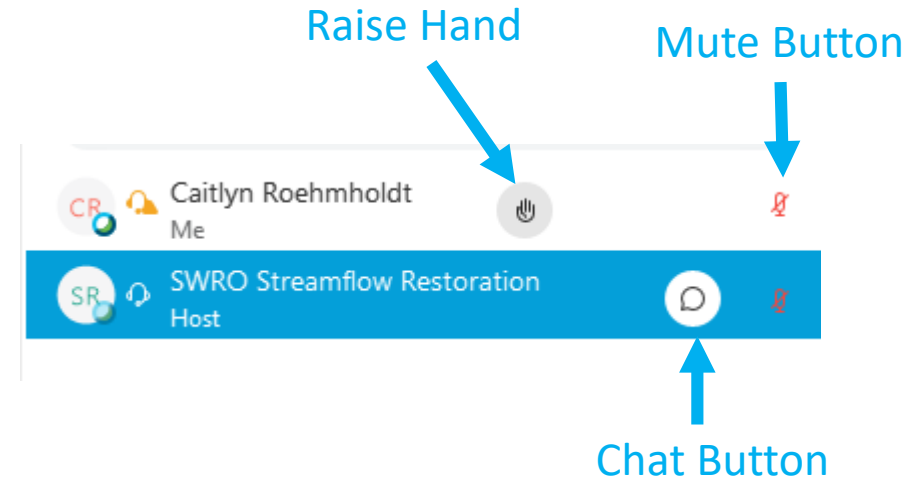 Raise Hand
Mute Button
CR
Caitlyn Roehmholdt
Me
SR
SWRO Streamflow Restoration
Host
Chat Button